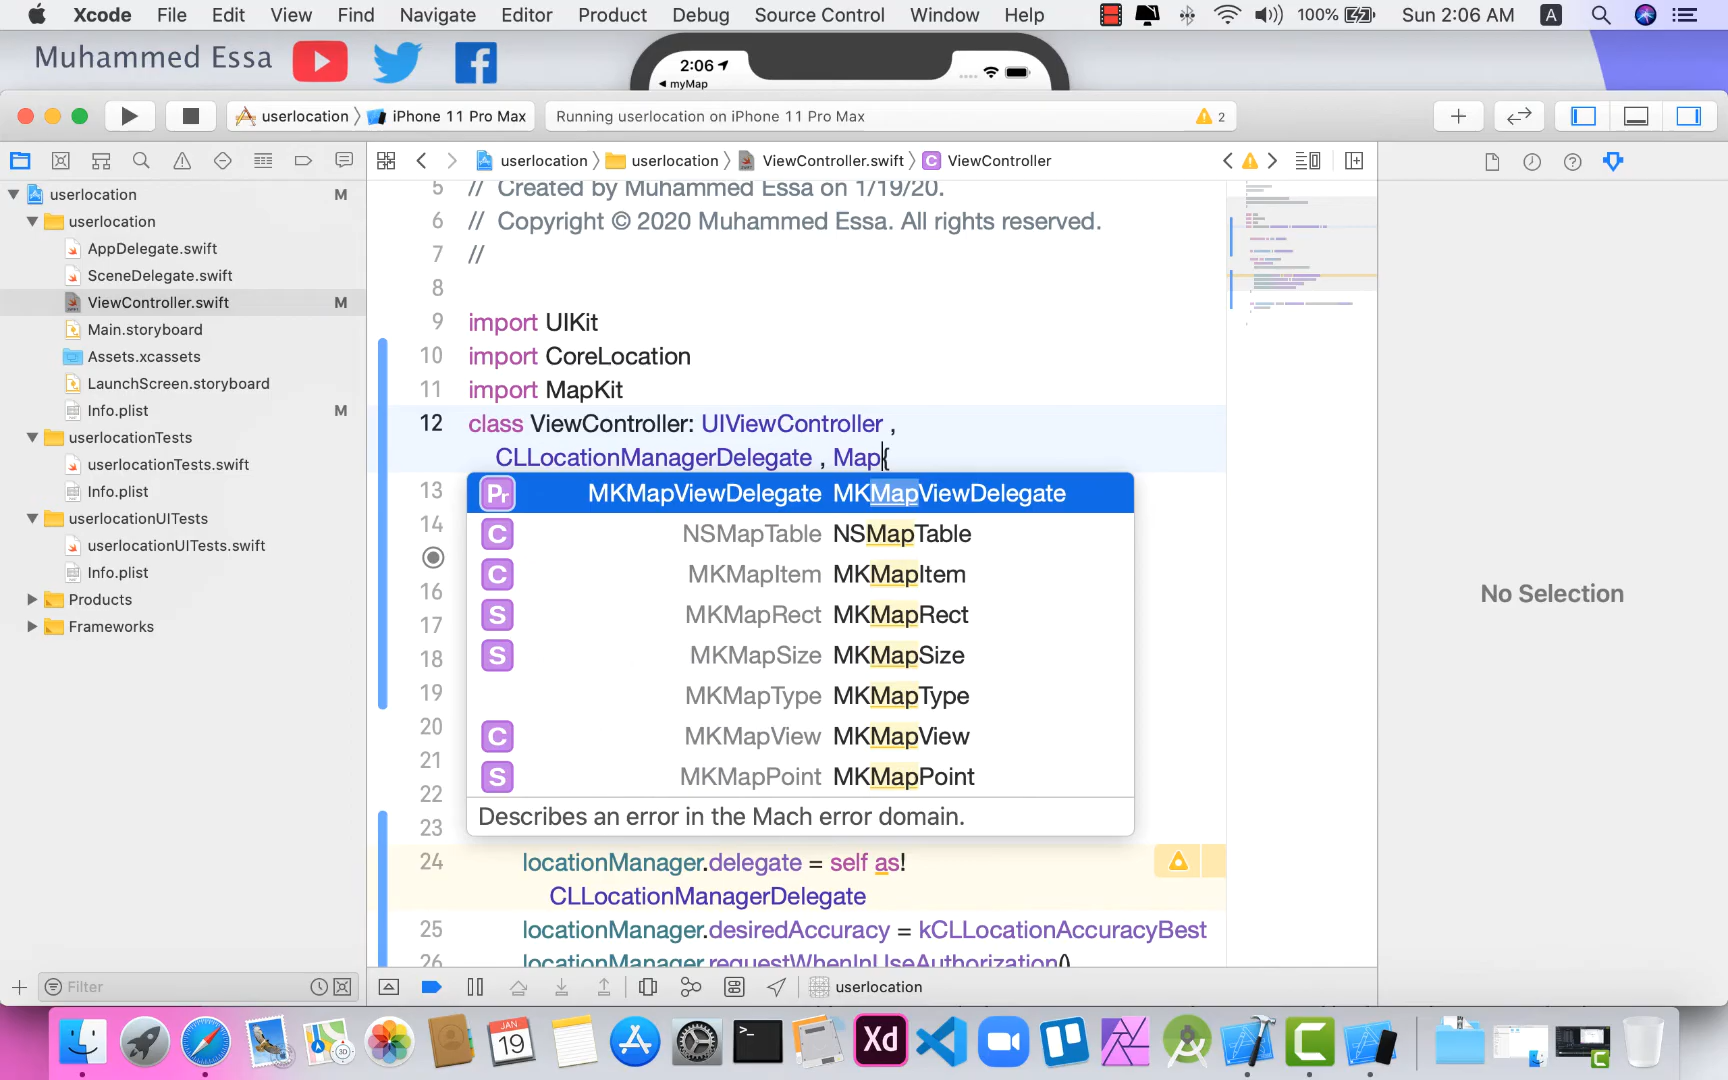 Xcode File Edit View Find Navigate Editor Product Debug Source Control Window Help 100% Sun 2:06 AM A
Muhammed Essa
2:06
myMap
userlocation iPhone 11 Pro Max Running userlocation on iPhone 11 Pro Max 2
userlocation userlocation ViewController.swift C ViewController
userlocation M
userlocation
AppDelegate.swift
SceneDelegate.swift
ViewController.swift M
Main.storyboard
Assets.xcassets
LaunchScreen.storyboard
Info.plist M
userlocationTests
userlocationTests.swift
Info.plist
userlocationUITests
userlocationUITests.swift
Info.plist
Products
Frameworks
Filter
5 // Created by Muhammed Essa on 1/19/20.
6 // Copyright © 2020 Muhammed Essa. All rights reserved.
7 //
8
9 import UIKit
10 import CoreLocation
11 import MapKit
12 class ViewController: UIViewController ,
CLLocationManagerDelegate , Map{
13
14
16
17
18
19
20
21
22
23
Pr MKMapViewDelegate MKMapViewDelegate
C NSMapTable NSMapTable
C MKMapItem MKMapItem
S MKMapRect MKMapRect
S MKMapSize MKMapSize
MKMapType MKMapType
C MKMapView MKMapView
S MKMapPoint MKMapPoint
Describes an error in the Mach error domain.
24 locationManager.delegate = self as!
CLLocationManagerDelegate
25 locationManager.desiredAccuracy = kCLLocationAccuracyBest
26 locationManager.requestWhenInUseAuthorization()
userlocation
No Selection
JAN
19
3D
Xd